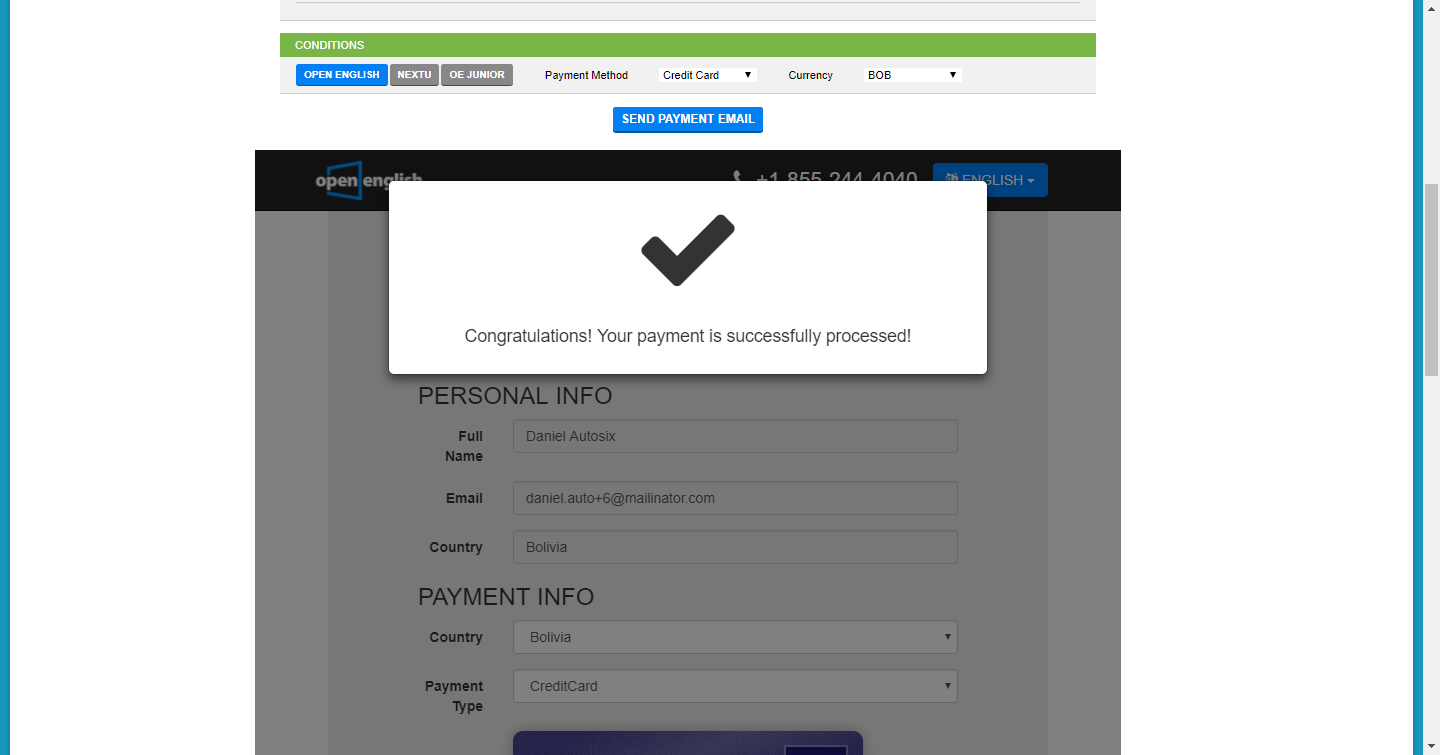 CONDITIONS
OPEN ENGLISH NEXTU OE JUNIOR Payment Method Credit Card Currency BOB
SEND PAYMENT EMAIL
open english +1 855 244 4040 ENGLISH
Congratulations! Your payment is successfully processed!
PERSONAL INFO
Full Name Daniel Autosix
Email daniel.auto+6@mailinator.com
Country Bolivia
PAYMENT INFO
Country Bolivia
Payment Type CreditCard